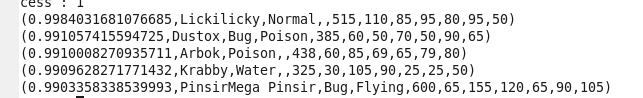 cess : 1
(0.9984031681076685,Lickilicky,Normal,,515,110,85,95,80,95,50)
(0.991057415594725,Dustox,Bug,Poison,385,60,50,70,50,90,65)
(0.9910008270935711,Arbok,Poison,,438,60,85,69,65,79,80)
(0.9909628271771432,Krabby,Water,,325,30,105,90,25,25,50)
(0.9903358338539993,PinsirMega Pinsir,Bug,Flying,600,65,155,120,65,90,105)